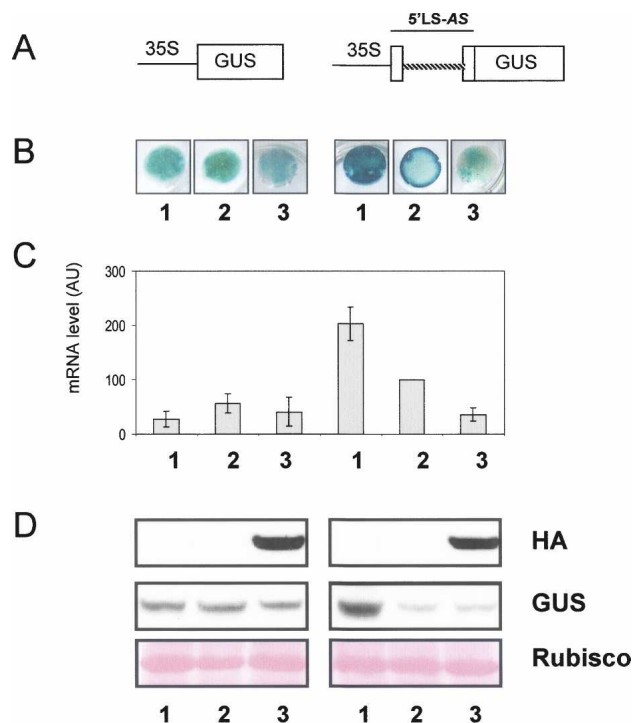 A
35S
GUS
5'LS-AS
35S
GUS
B
1 2 3 1 2 3
C
mRNA level (AU)
300
200
100
0
1 2 3 1 2 3
D
HA
GUS
Rubisco
1 2 3 1 2 3